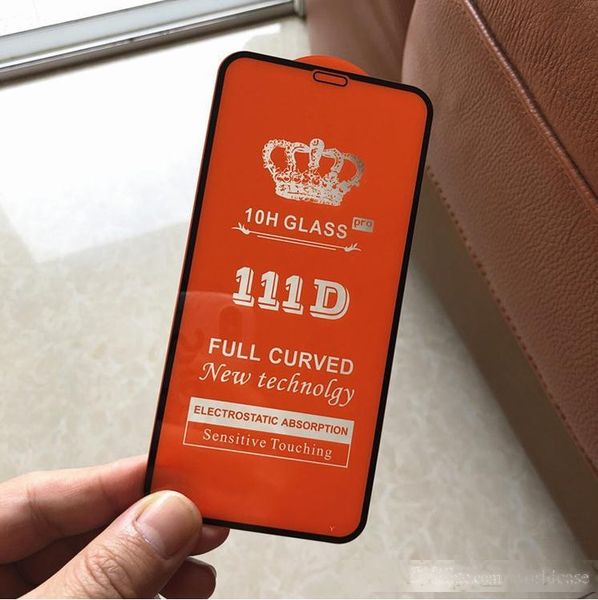 10H GLASS pro
111D
FULL CURVED
New technolgy
ELECTROSTATIC ABSORPTION
Sensitive Touching